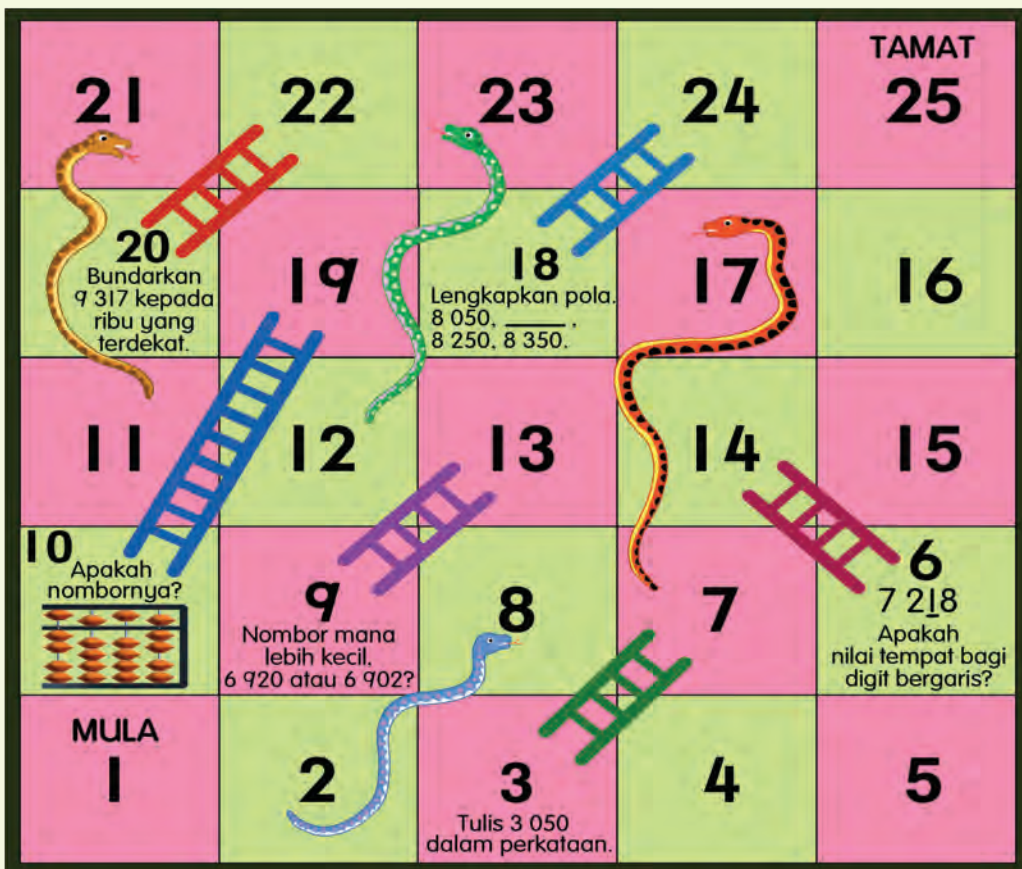 21
22
23
24
TAMAT
25
20
Bundarkan
9 317 kepada
ribu yang
terdekat.
19
18
Lengkapkan pola.
8 050, _____ ,
8 250, 8 350.
17
16
11
12
13
14
15
10
Apakah
nombornya?
9
Nombor mana
lebih kecil,
6 920 atau 6 902?
8
7
6
7 218
Apakah
nilai tempat bagi
digit bergaris?
MULA
1
2
3
Tulis 3 050
dalam perkataan.
4
5